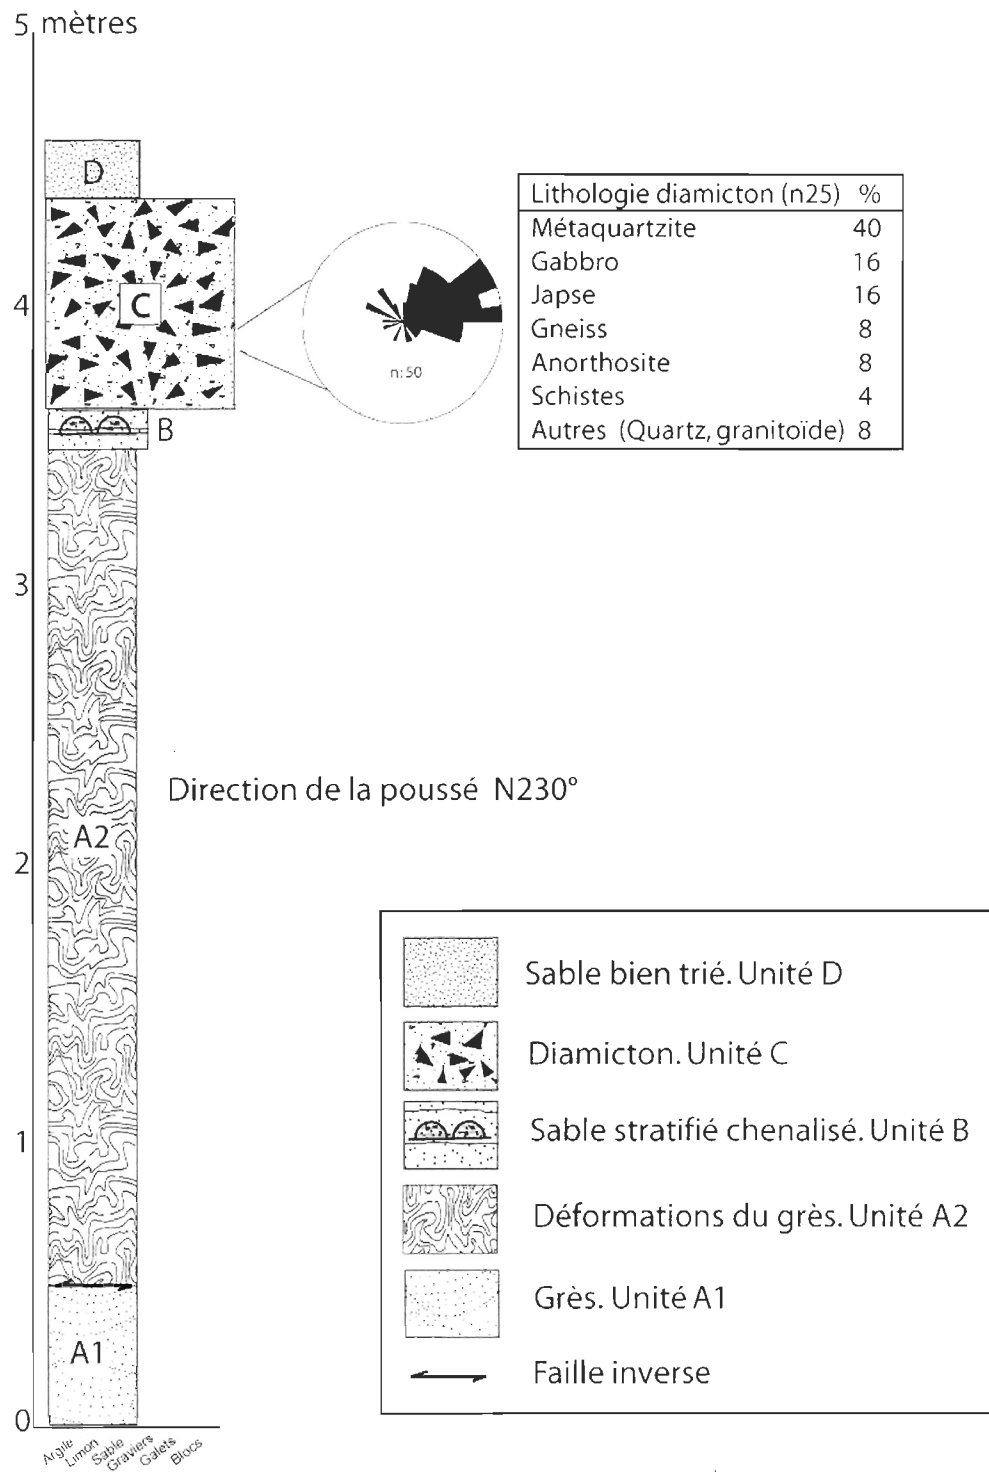 5 mètres
D
C
4
B
n:50
Lithologie diamicton (n25) %
Métaquartzite 40
Gabbro 16
Japse 16
Gneiss 8
Anorthosite 8
Schistes 4
Autres (Quartz, granitoïde) 8
3
Direction de la poussé N230°
A2
2
Sable bien trié. Unité D
Diamicton. Unité C
1
Sable stratifié chenalisé. Unité B
Déformations du grès. Unité A2
Grès. Unité A1
A1
Faille inverse
0
Argile
Limon
Sable
Graviers
Galets
Blocs